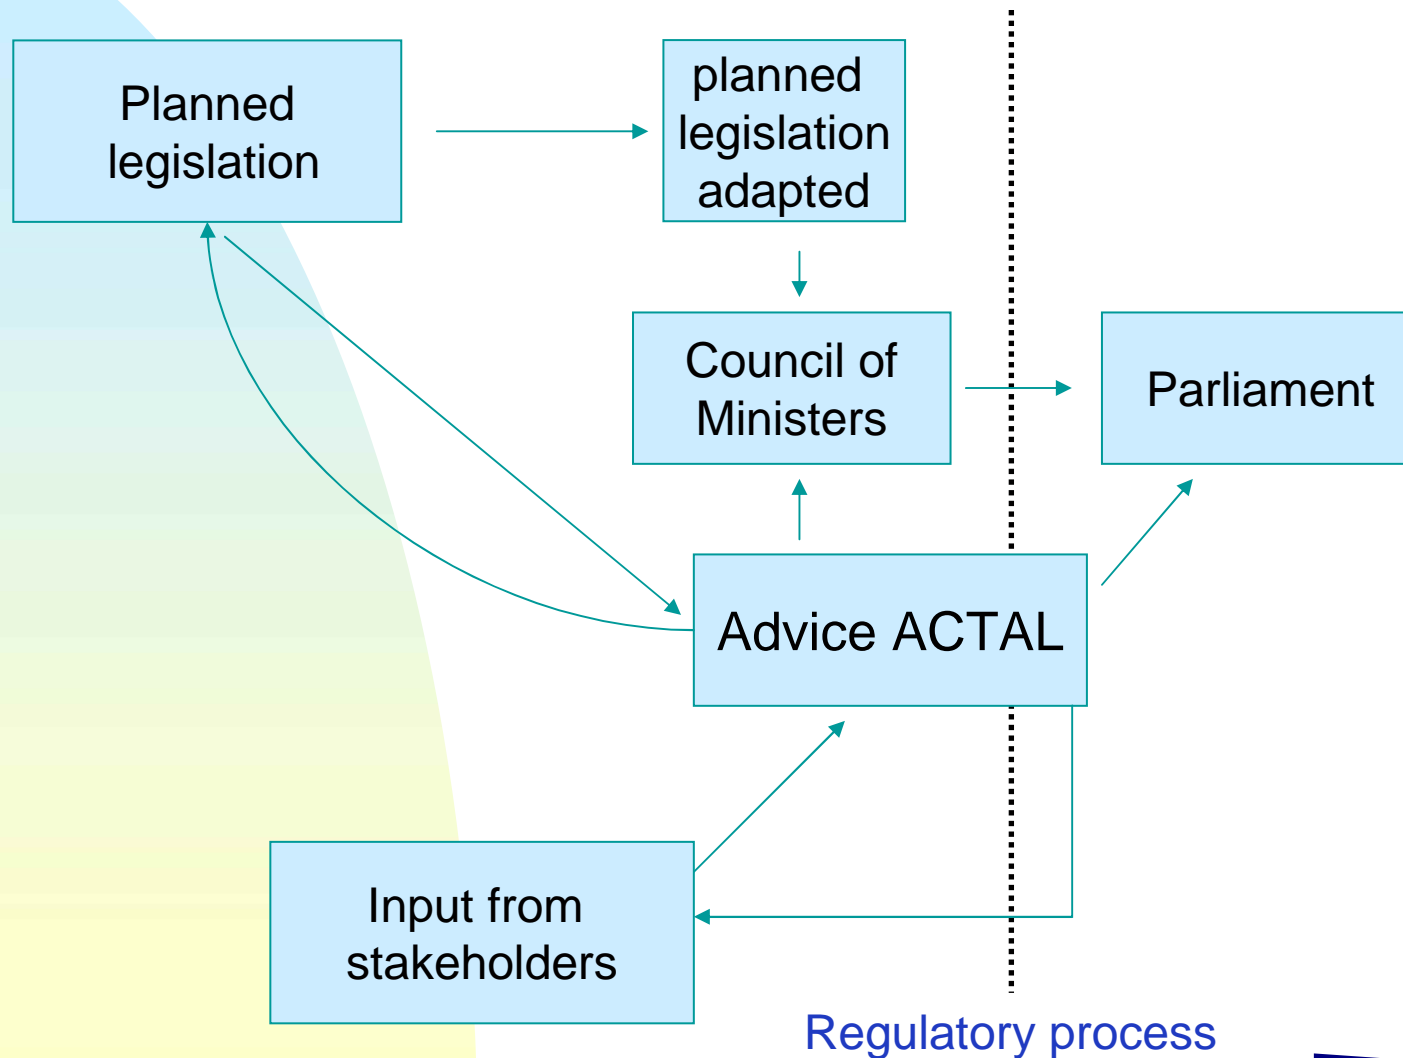 Planned
legislation
planned
legislation
adapted
Council of
Ministers
Parliament
Advice ACTAL
Input from
stakeholders
Regulatory process